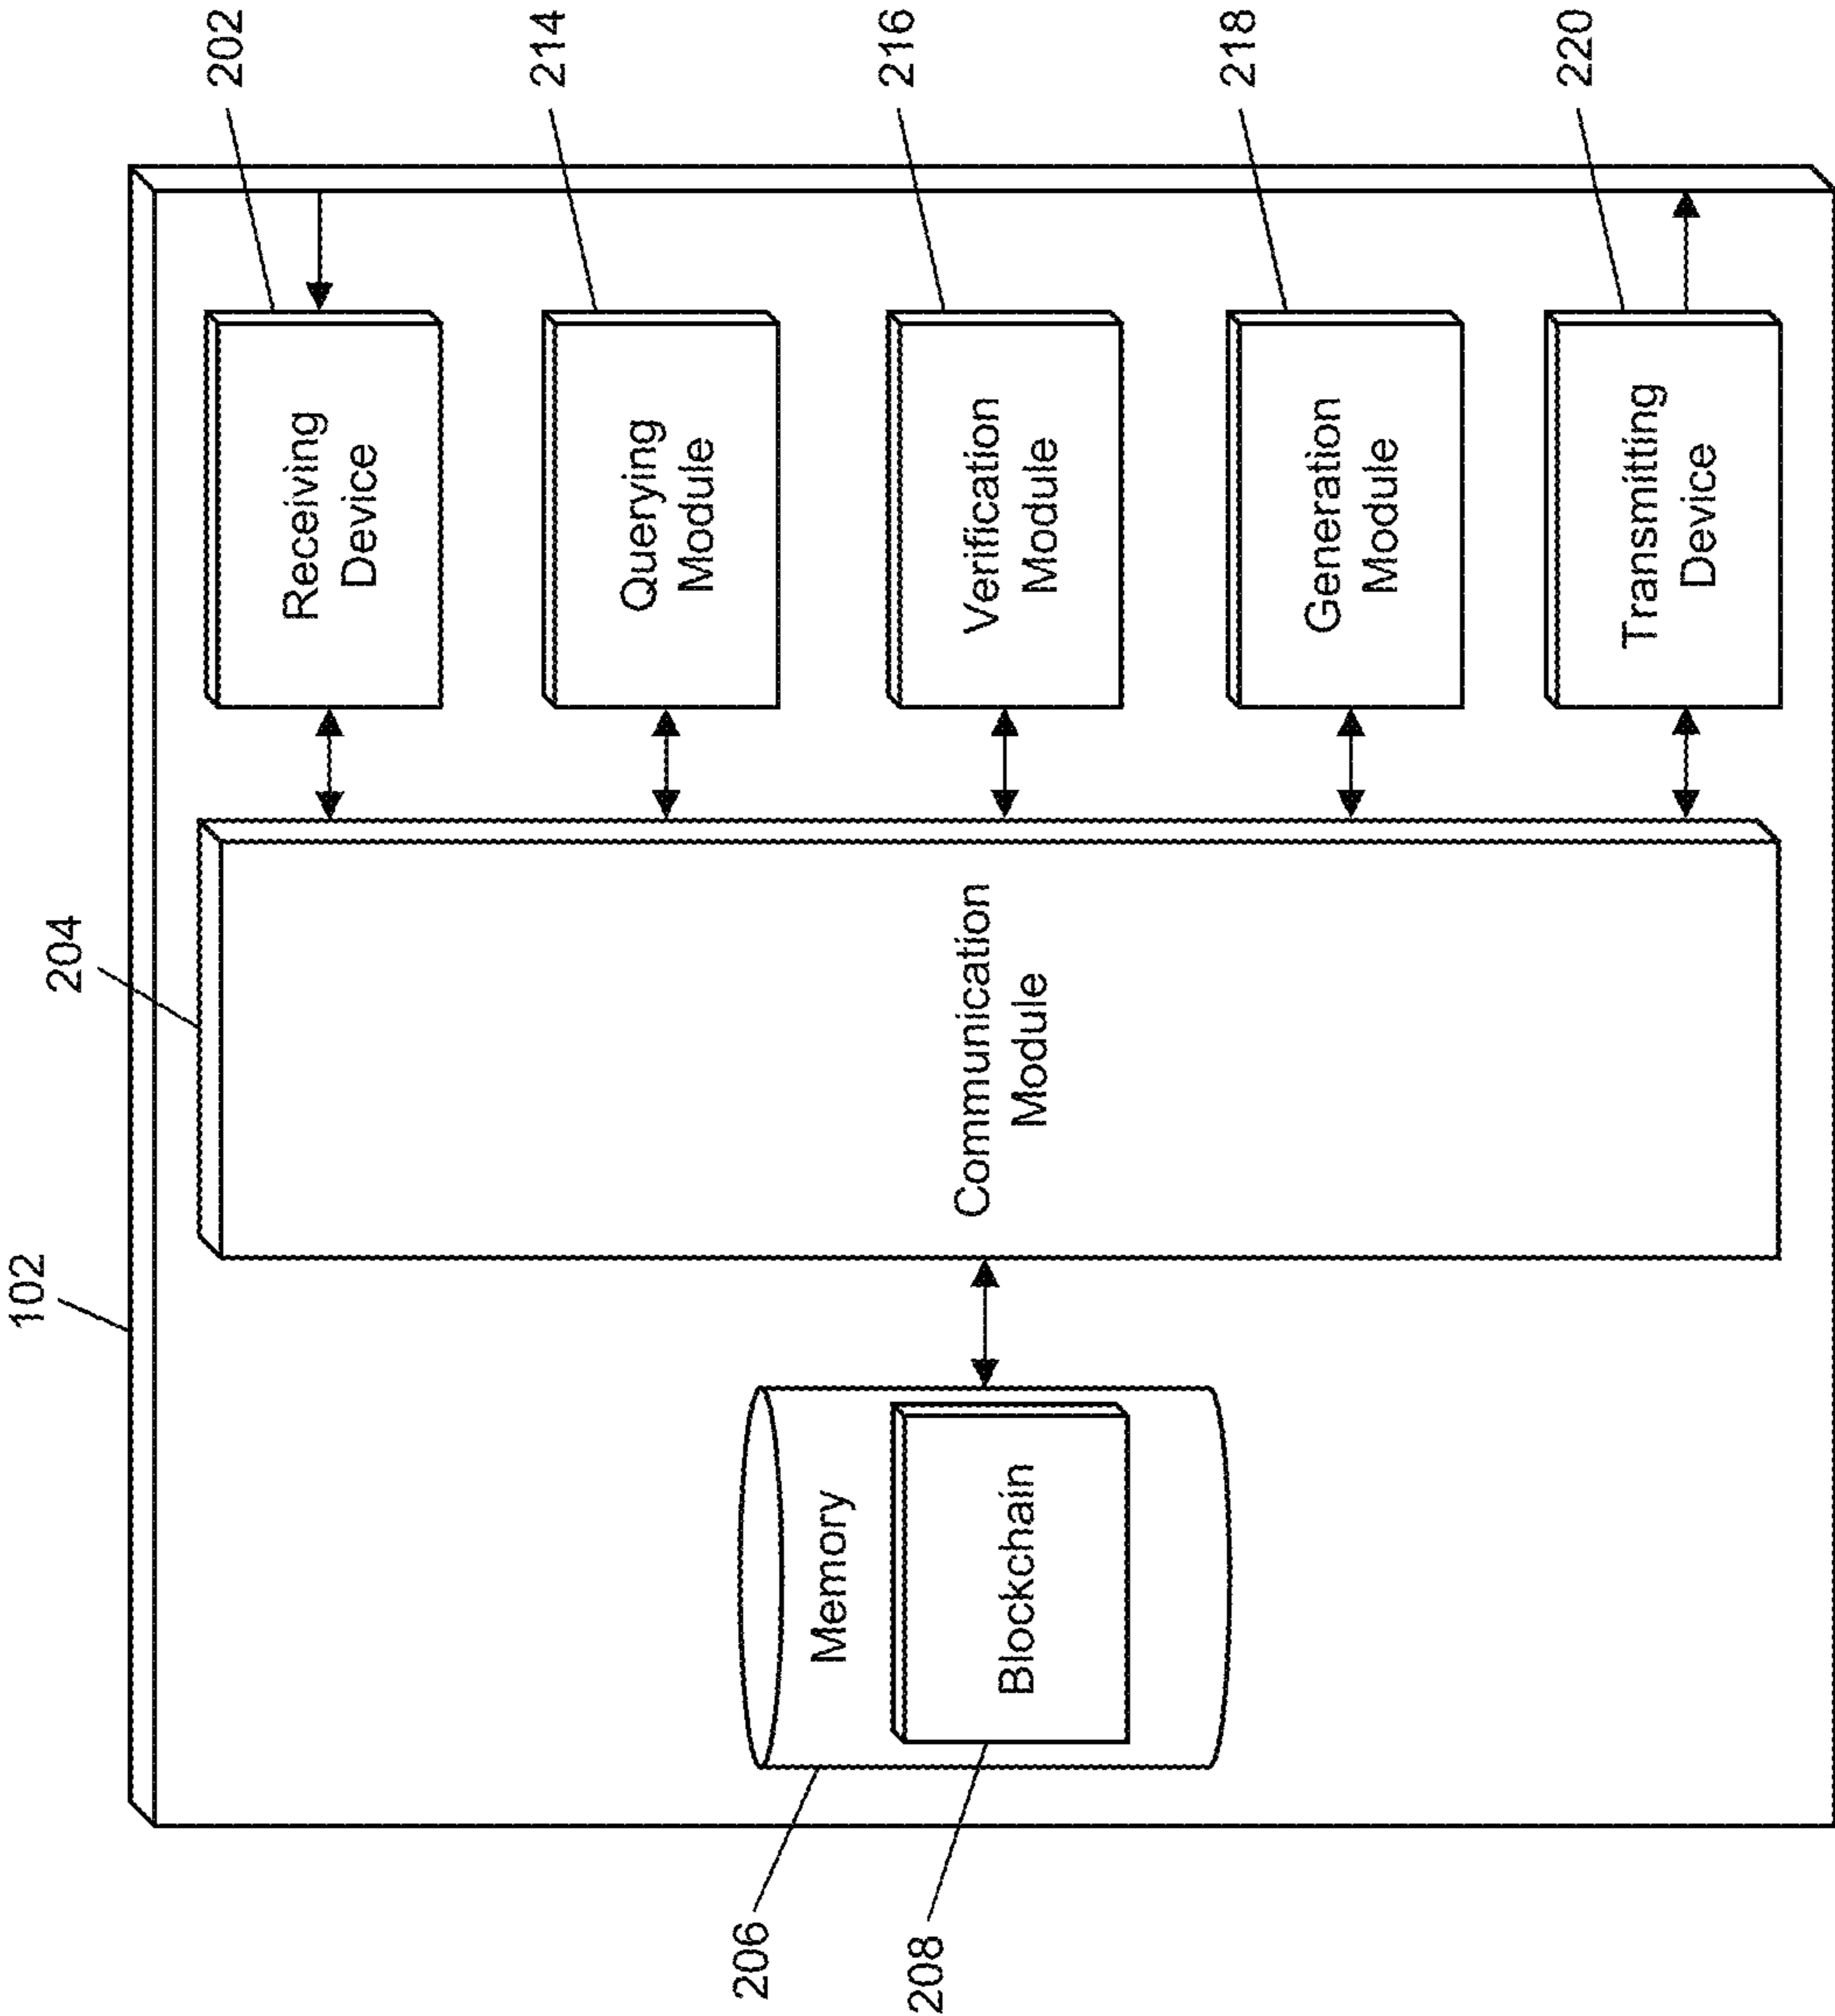 102
204
206
Memory
208
Blockchain
Communication
Module
Receiving
Device
202
Querying
Module
214
Verification
Module
216
Generation
Module
218
Transmitting
Device
220